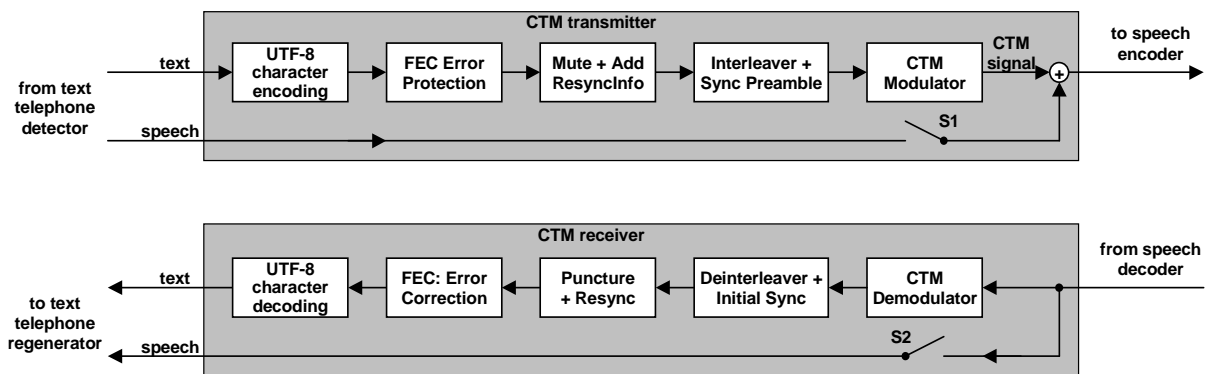 CTM transmitter
to speech
encoder
text
UTF-8
character
encoding
FEC Error
Protection
Mute + Add
ResyncInfo
Interleaver +
Sync Preamble
CTM
Modulator
CTM
signal
+
from text
telephone
detector
speech
S1
CTM receiver
from speech
decoder
text
UTF-8
character
decoding
FEC: Error
Correction
Puncture
+ Resync
Deinterleaver +
Initial Sync
CTM
Demodulator
to text
telephone
regenerator
speech
S2